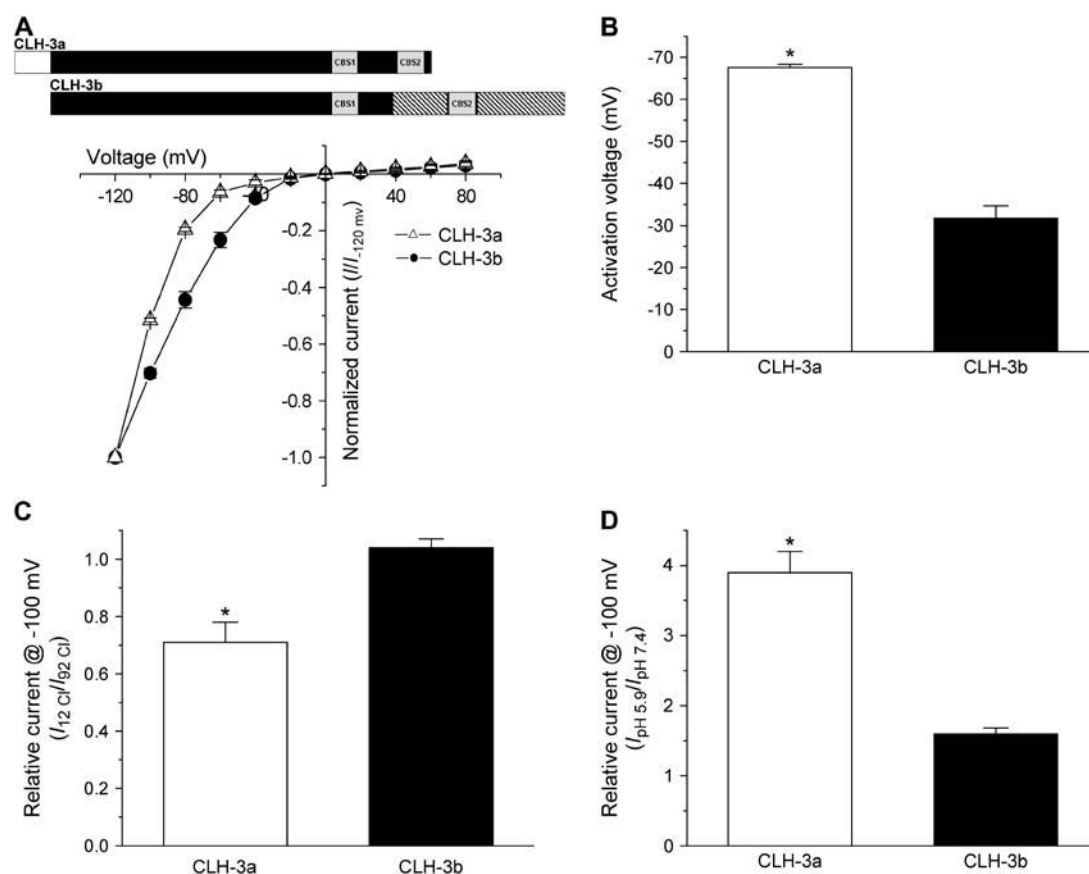 A
CLH-3a
CBS1
CBS2
CLH-3b
CBS1
CBS2
Voltage (mV)
-120
-80
40
80
-0.2
-0.4
-0.6
-0.8
-1.0
Normalized current (I/I-120 mv)
CLH-3a
CLH-3b
B
Activation voltage (mV)
-70
-60
-50
-40
-30
-20
-10
0
*
CLH-3a
CLH-3b
C
Relative current @ -100 mV
(I12 Cl/I92 Cl)
1.0
0.8
0.6
0.4
0.2
0.0
*
CLH-3a
CLH-3b
D
Relative current @ -100 mV
(IpH 5.9/IpH 7.4)
4
3
2
1
0
*
CLH-3a
CLH-3b